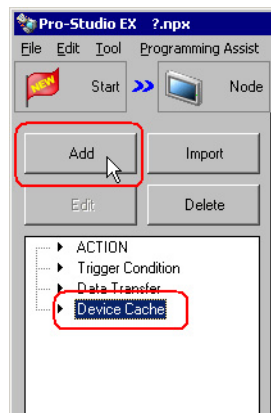 Pro-Studio EX ?.npx
File Edit Tool Programming Assist
NEW Start Node
Add Import
Edit Delete
ACTION
Trigger Condition
Data Transfer
Device Cache